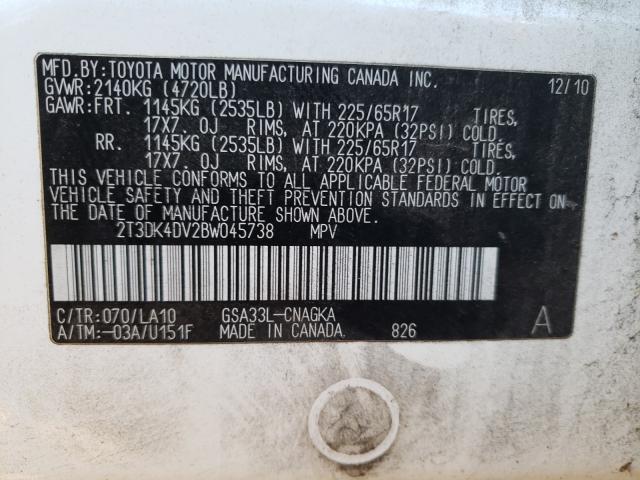 MFD.BY:TOYOTA MOTOR MANUFACTURING CANADA INC. 12/10
GVWR:2140KG (4720LB)
GAWR:FRT. 1145KG (2535LB) WITH 225/65R17 TIRES,
17X7.0J RIMS, AT 220KPA (32PSI) COLD.
RR. 1145KG (2535LB) WITH 225/65R17 TIRES,
17X7.0J RIMS, AT 220KPA (32PSI) COLD.
THIS VEHICLE CONFORMS TO ALL APPLICABLE FEDERAL MOTOR
VEHICLE SAFETY AND THEFT PREVENTION STANDARDS IN EFFECT ON
THE DATE OF MANUFACTURE SHOWN ABOVE.
2T3DK4DV2BW045738 MPV
C/TR:070/LA10 GSA33L-CNAGKA
A/TM:-03A/U151F MADE IN CANADA. 826 A